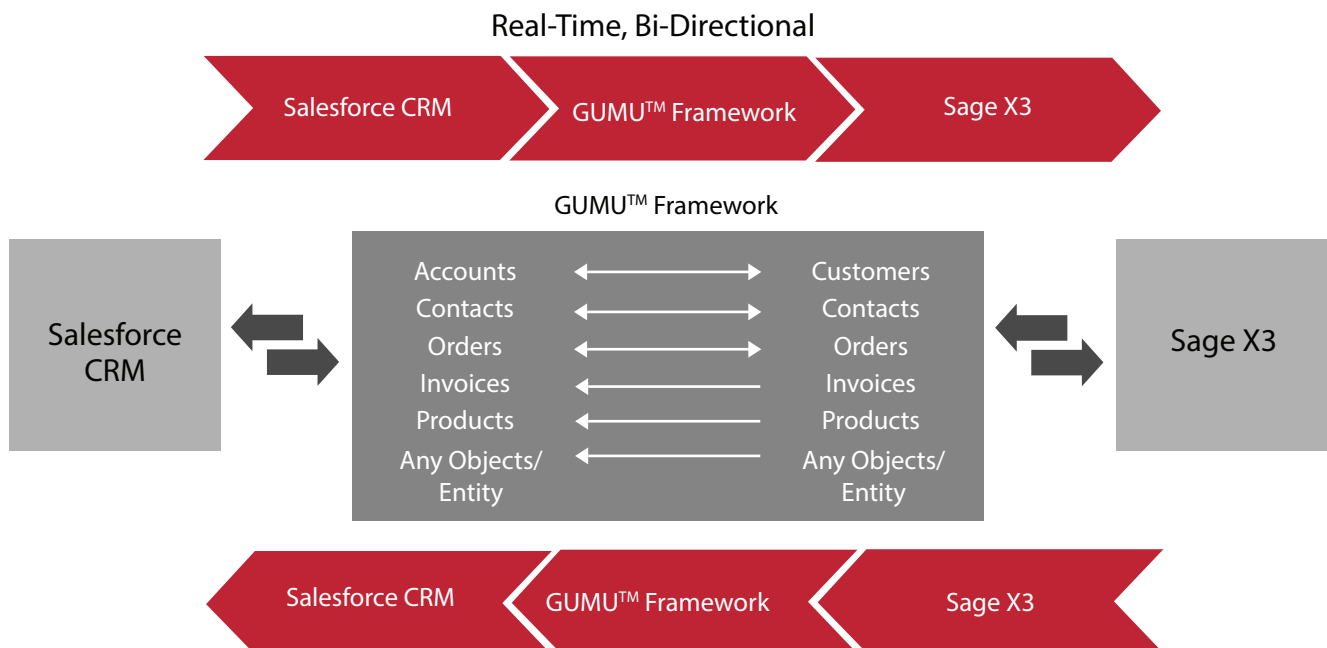 Real-Time, Bi-Directional
Salesforce CRM GUMU™ Framework Sage X3
GUMU™ Framework
Salesforce
CRM
Accounts Customers
Contacts Contacts
Orders Orders
Invoices Invoices
Products Products
Any Objects/ Any Objects/
Entity Entity
Sage X3
Salesforce CRM GUMU™ Framework Sage X3